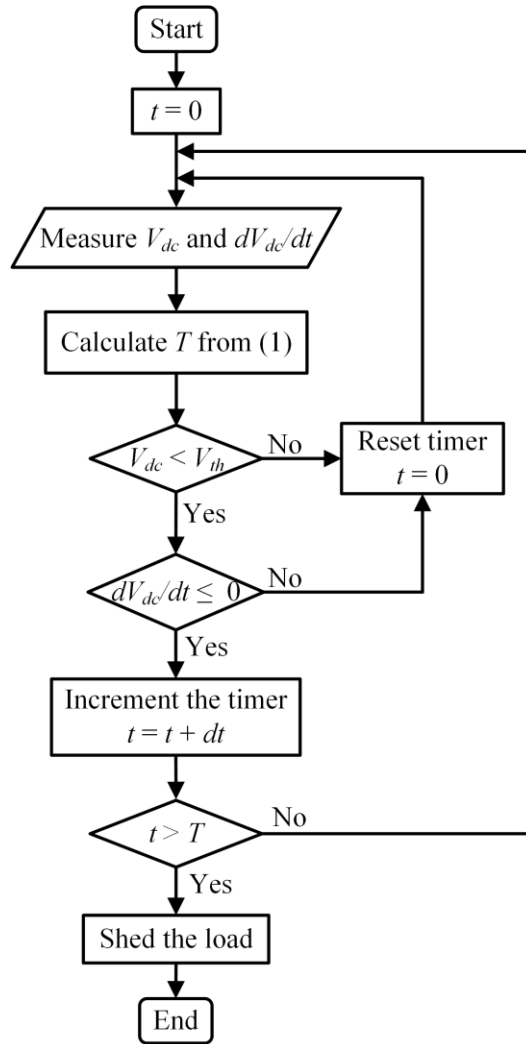 Start
t = 0
Measure V_dc and dV_dc/dt
Calculate T from (1)
V_dc < V_th
No
Reset timer
t = 0
Yes
dV_dc/dt ≤ 0
No
Yes
Increment the timer
t = t + dt
t > T
No
Yes
Shed the load
End